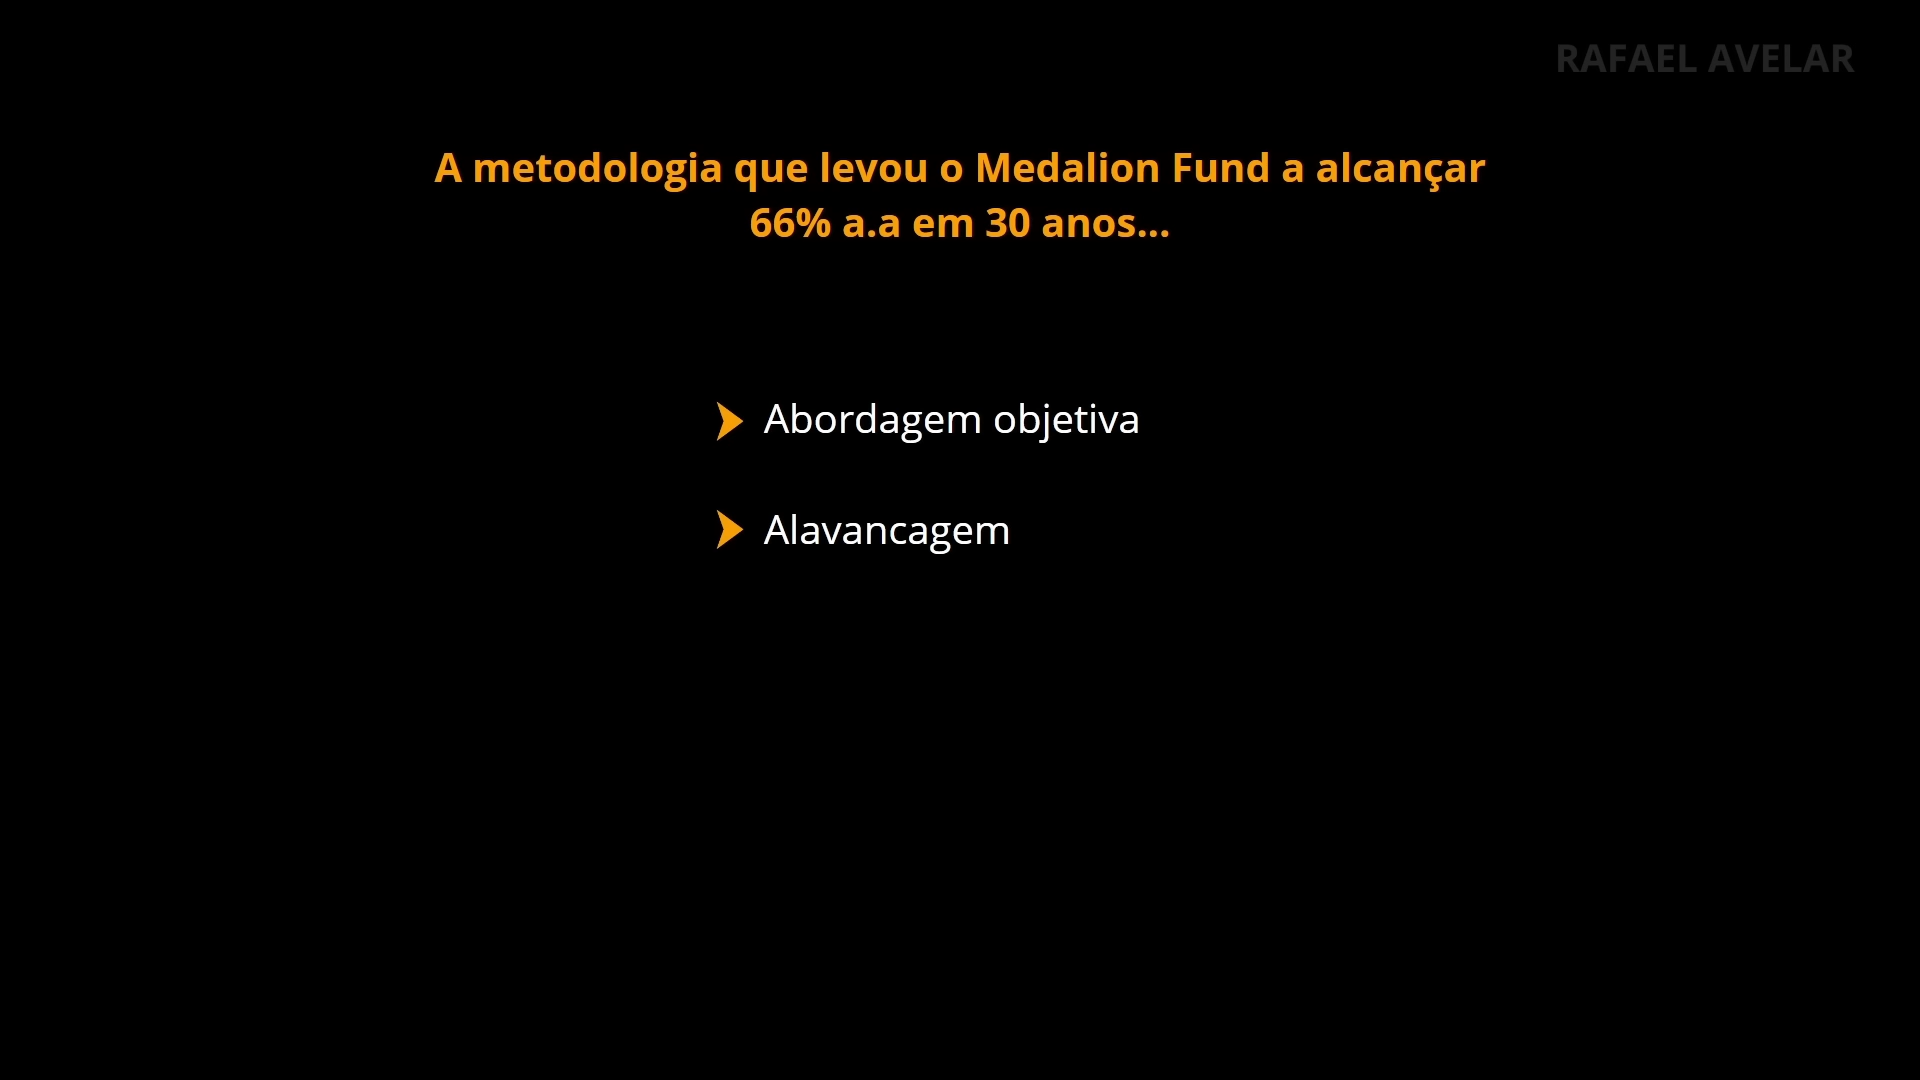 RAFAEL AVELAR
A metodologia que levou o Medalion Fund a alcançar
66% a.a em 30 anos...
Abordagem objetiva
Alavancagem